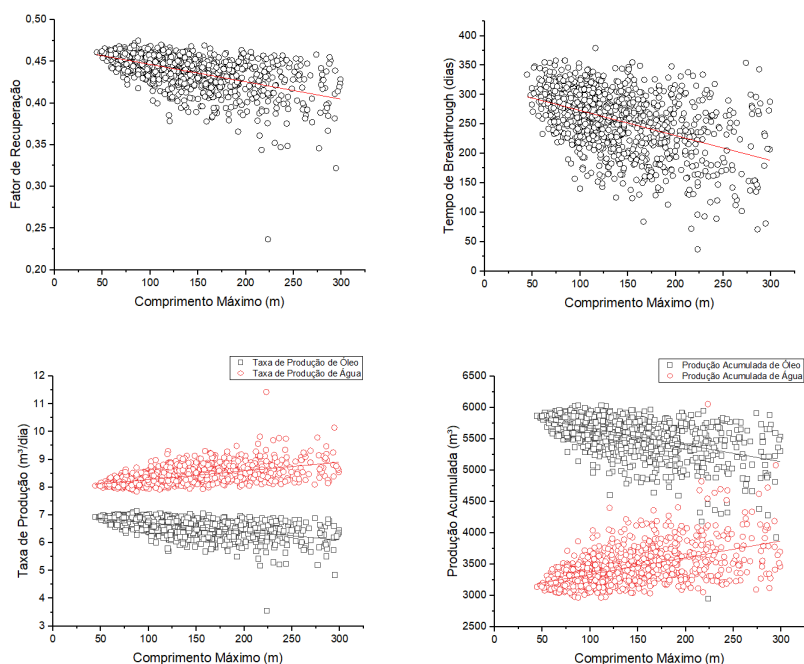 0,50
0,45
0,40
0,35
0,30
0,25
0,20
Fator de Recuperação
0 50 100 150 200 250 300
Comprimento Máximo (m)
400
350
300
250
200
150
100
50
0
Tempo de Breakthrough (dias)
0 50 100 150 200 250 300
Comprimento Máximo (m)
Taxa de Produção de Óleo
Taxa de Produção de Água
12
11
10
9
8
7
6
5
4
3
Taxa de Produção (m³/dia)
0 50 100 150 200 250 300
Comprimento Máximo (m)
Produção Acumulada de Óleo
Produção Acumulada de Água
6500
6000
5500
5000
4500
4000
3500
3000
2500
Produção Acumulada (m³)
0 50 100 150 200 250 300
Comprimento Máximo (m)